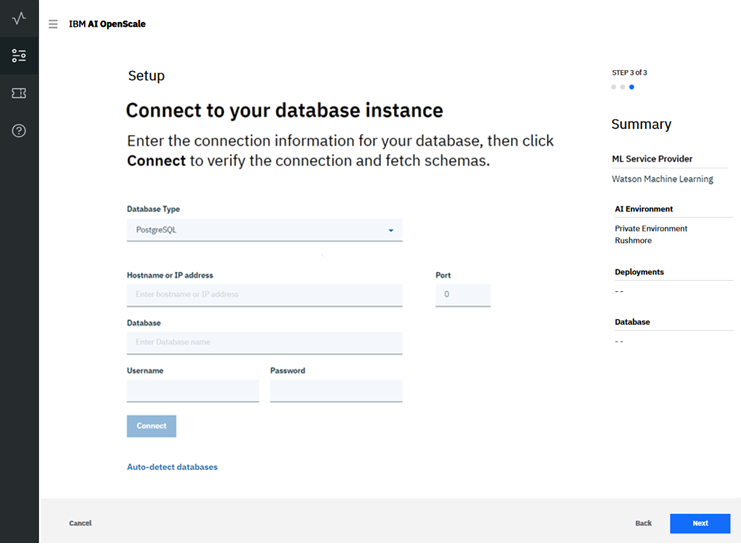 IBM AI OpenScale
Setup
Connect to your database instance
Enter the connection information for your database, then click
Connect to verify the connection and fetch schemas.
Database Type
PostgreSQL
Hostname or IP address
Port
Enter hostname or IP address
0
Database
Enter Database name
Username
Password
Connect
Auto-detect databases
STEP 3 of 3
Summary
ML Service Provider
Watson Machine Learning
AI Environment
Private Environment
Rushmore
Deployments
- -
Database
- -
Cancel
Back
Next